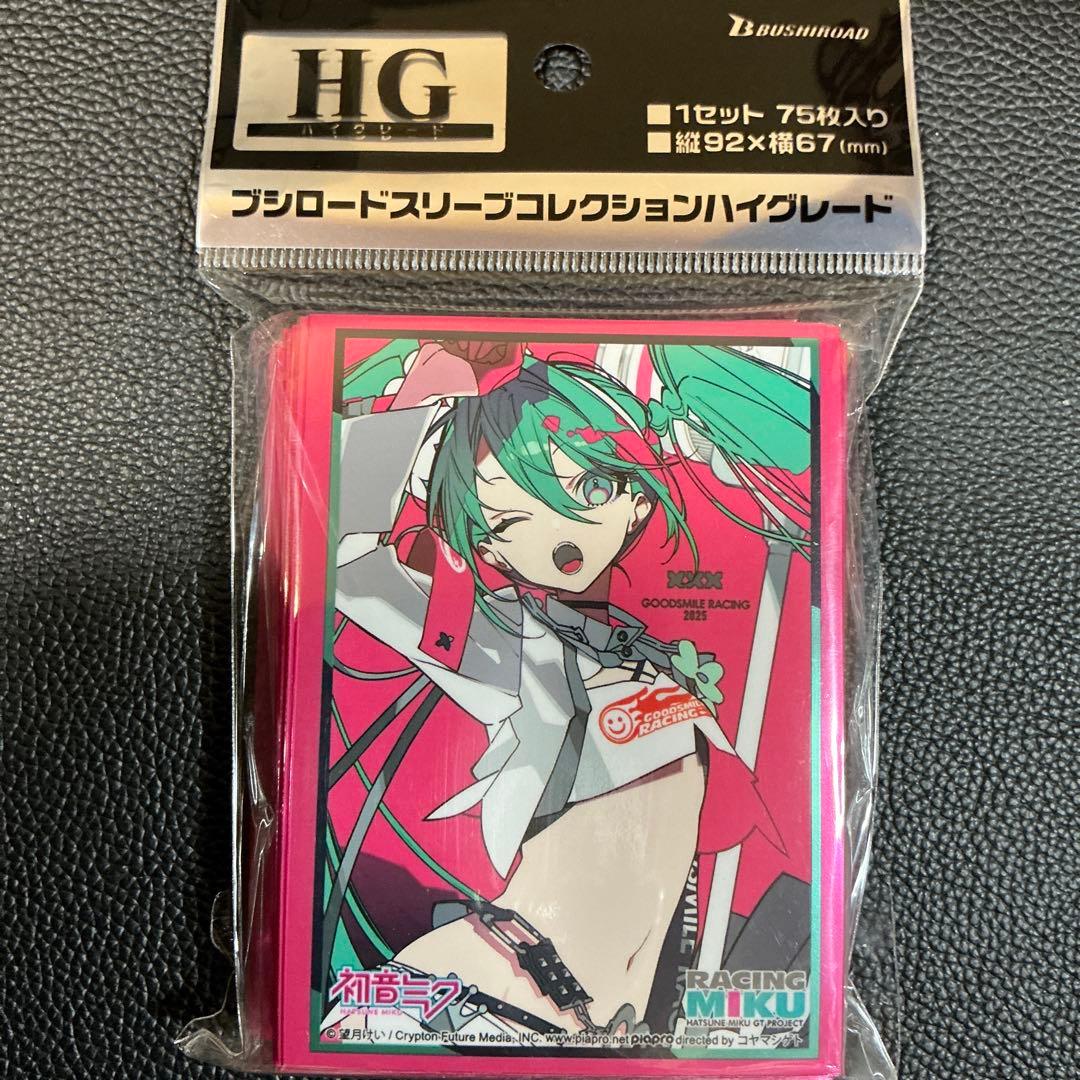 HG
ハイグレード
BUSHIROAD
■1セット 75枚入り
■縦92×横67(mm)
ブシロードスリーブコレクションハイグレード
xxx
GOODSMILE RACING
2025
GOODSMILE
RACING
初音ミク
HATSUNE MIKU
RACING
MIKU
HATSUNE MIKU GT PROJECT
© 望月けい / Crypton Future Media, INC. www.piapro.net piapro directed by コヤマシゲト